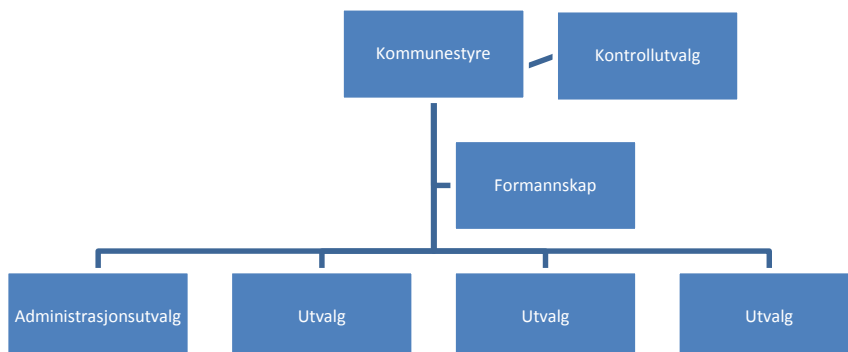 Kommunestyre
Kontrollutvalg
Formannskap
Administrasjonsutvalg
Utvalg
Utvalg
Utvalg